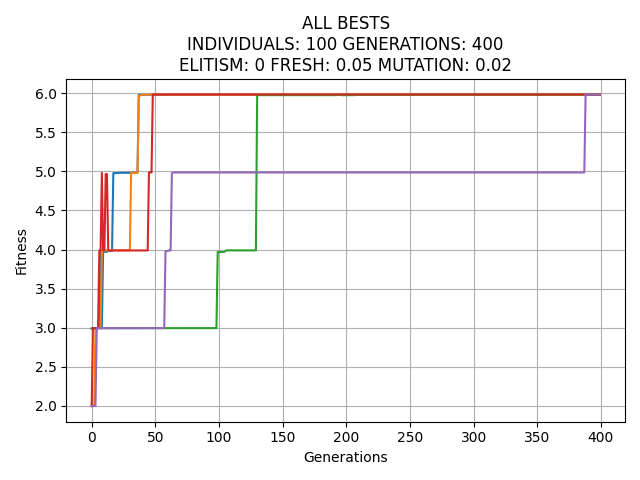 ALL BESTS
INDIVIDUALS: 100 GENERATIONS: 400
ELITISM: 0 FRESH: 0.05 MUTATION: 0.02
6.0
5.5
5.0
4.5
4.0
3.5
3.0
2.5
2.0
Fitness
0 50 100 150 200 250 300 350 400
Generations